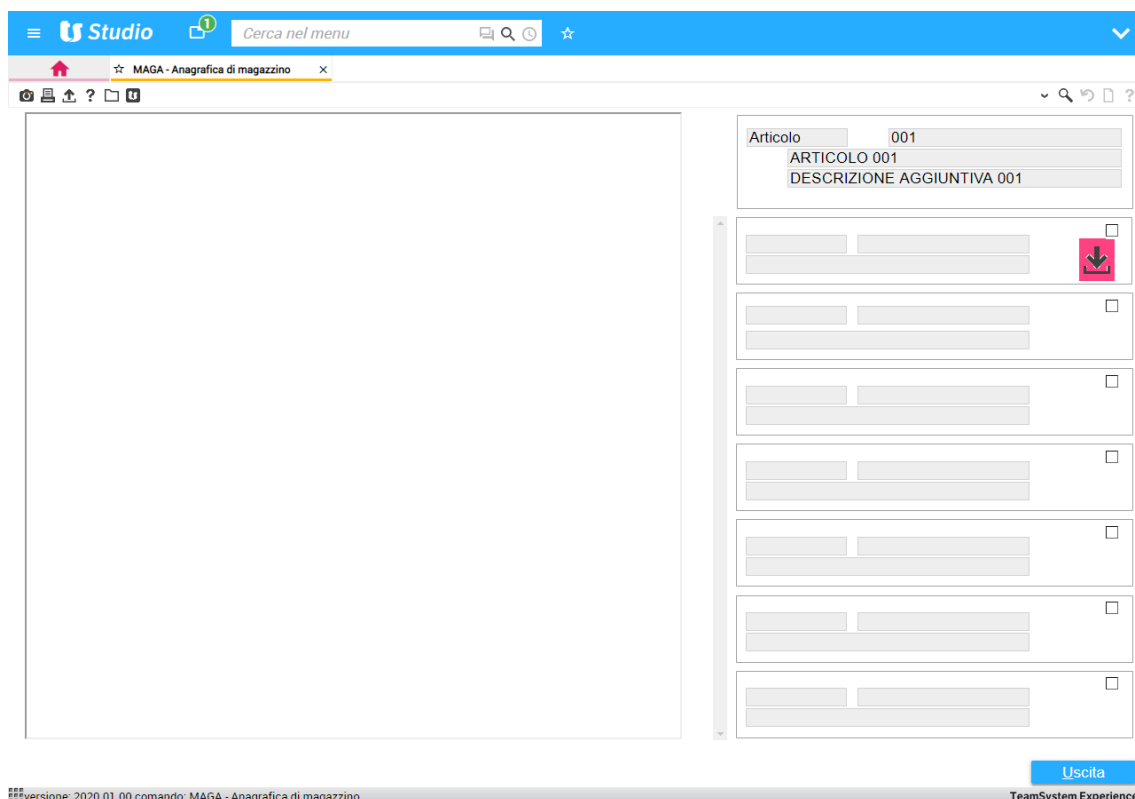 Studio
1
Cerca nel menu
MAGA - Anagrafica di magazzino
Articolo 001
ARTICOLO 001
DESCRIZIONE AGGIUNTIVA 001
Uscita
versione: 2020.01.00 comando: MAGA - Anagrafica di magazzino
TeamSystem Experience